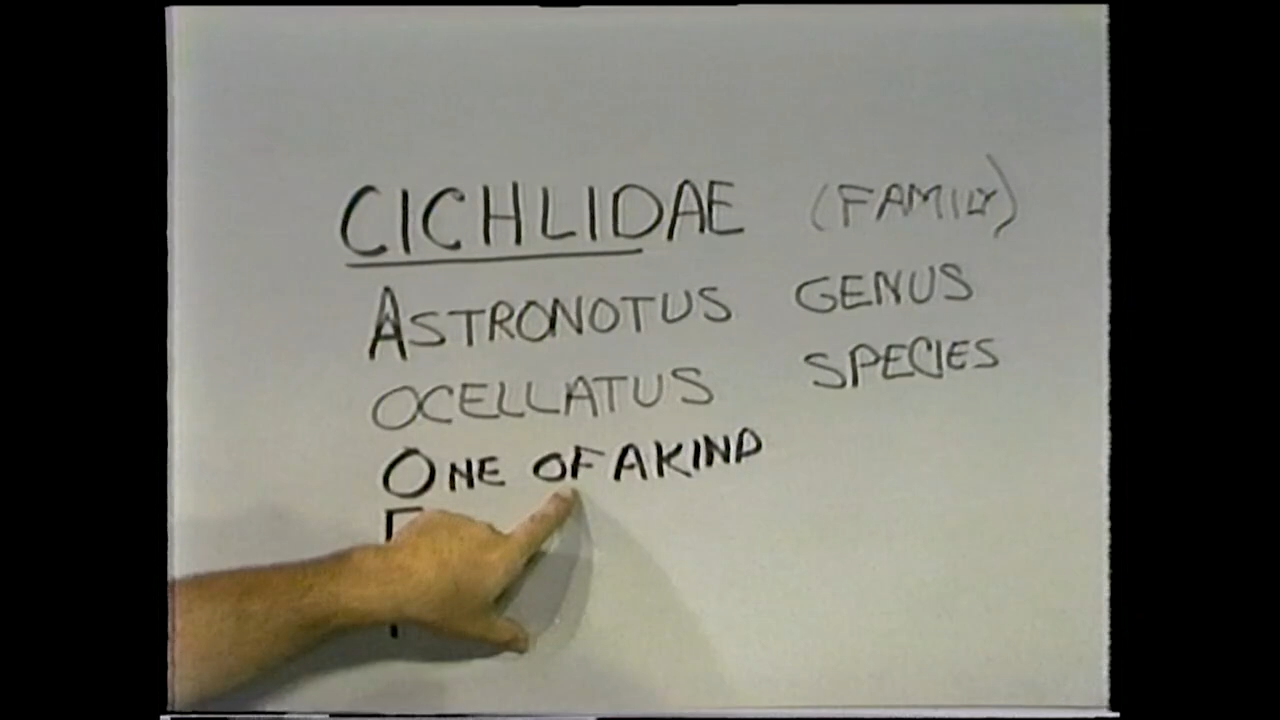 CICHLIDAE (FAMILY)
ASTRONOTUS GENUS
OCELLATUS SPECIES
ONE OF A KIND